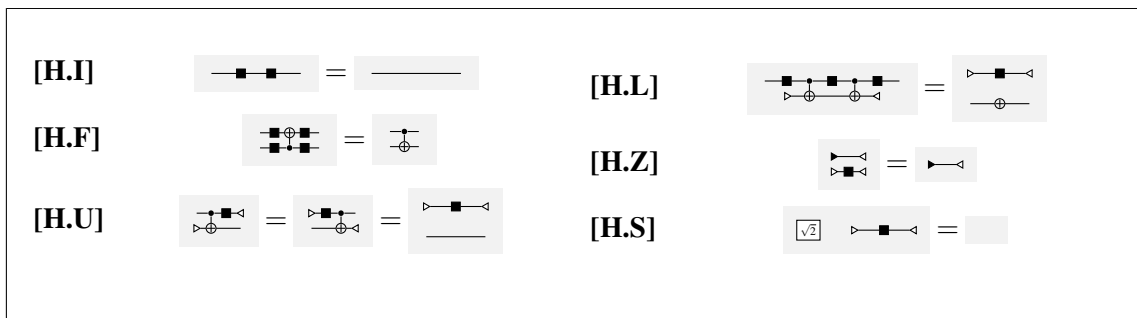 [H.I] =
[H.F] =
[H.U] = =
[H.L] =
[H.Z] =
[H.S] √2 =